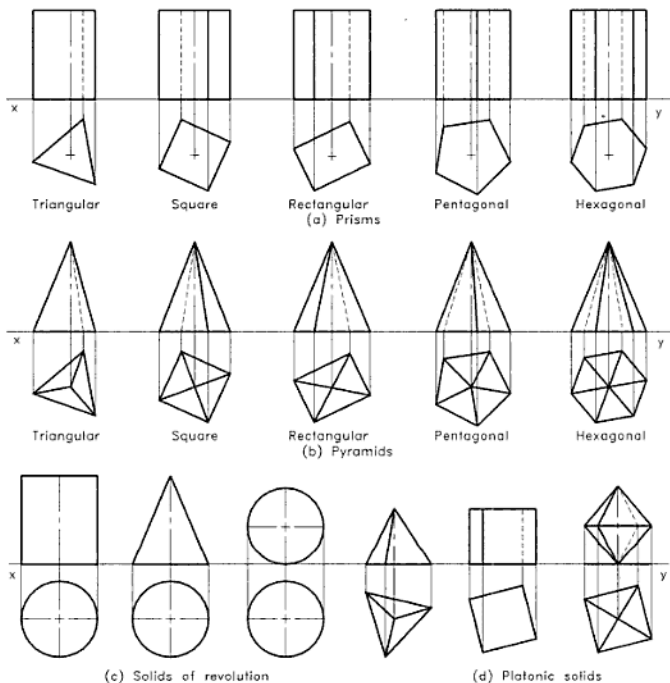 x y
Triangular Square Rectangular Pentagonal Hexagonal
(a) Prisms
x y
Triangular Square Rectangular Pentagonal Hexagonal
(b) Pyramids
x y
(c) Solids of revolution (d) Platonic solids